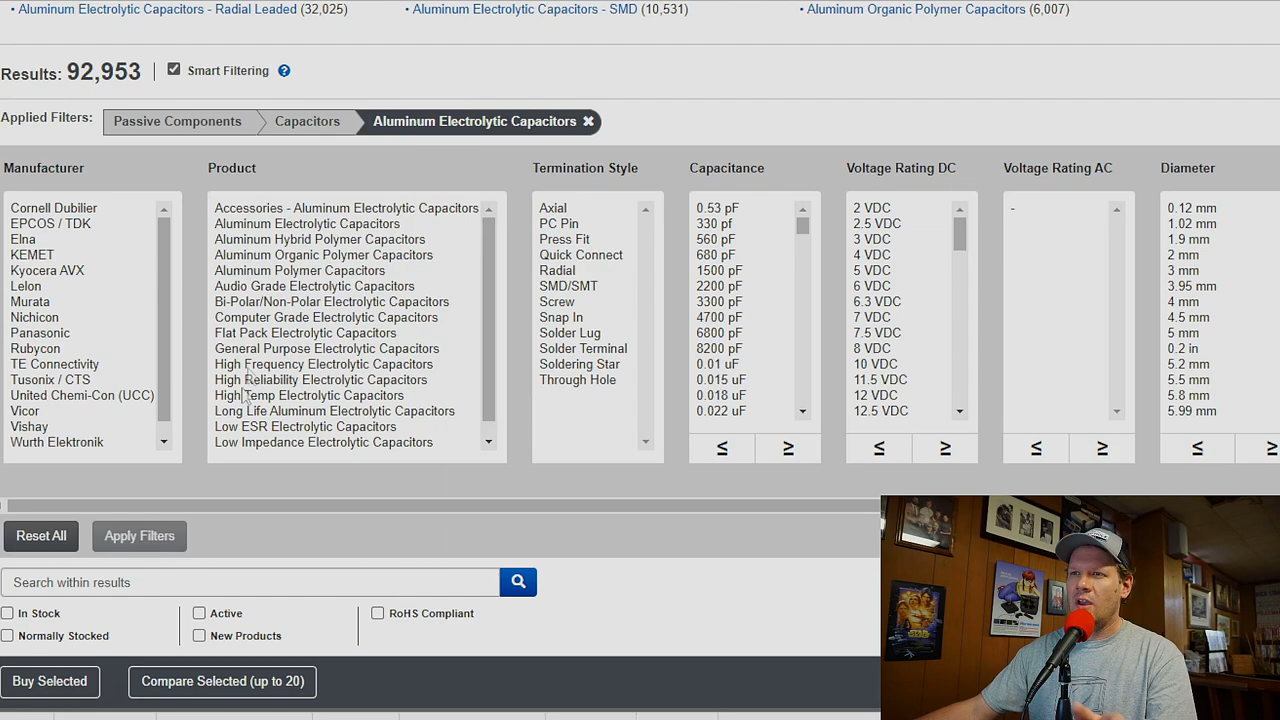 • Aluminum Electrolytic Capacitors - Radial Leaded (32,025) • Aluminum Electrolytic Capacitors - SMD (10,531) • Aluminum Organic Polymer Capacitors (6,007)
Results: 92,953 Smart Filtering ?
Applied Filters: Passive Components Capacitors Aluminum Electrolytic Capacitors ✖
Manufacturer
Cornell Dubilier
EPCOS / TDK
Elna
KEMET
Kyocera AVX
Lelon
Murata
Nichicon
Panasonic
Rubycon
TE Connectivity
Tusonix / CTS
United Chemi-Con (UCC)
Vicor
Vishay
Wurth Elektronik
Product
Accessories - Aluminum Electrolytic Capacitors
Aluminum Electrolytic Capacitors
Aluminum Hybrid Polymer Capacitors
Aluminum Organic Polymer Capacitors
Aluminum Polymer Capacitors
Audio Grade Electrolytic Capacitors
Bi-Polar/Non-Polar Electrolytic Capacitors
Computer Grade Electrolytic Capacitors
Flat Pack Electrolytic Capacitors
General Purpose Electrolytic Capacitors
High Frequency Electrolytic Capacitors
High Reliability Electrolytic Capacitors
High Temp Electrolytic Capacitors
Long Life Aluminum Electrolytic Capacitors
Low ESR Electrolytic Capacitors
Low Impedance Electrolytic Capacitors
Termination Style
Axial
PC Pin
Press Fit
Quick Connect
Radial
SMD/SMT
Screw
Snap In
Solder Lug
Solder Terminal
Soldering Star
Through Hole
Capacitance
0.53 pF
330 pf
560 pF
680 pF
1500 pF
2200 pF
3300 pF
4700 pF
6800 pF
8200 pF
0.01 uF
0.015 uF
0.018 uF
0.022 uF
≤ ≥
Voltage Rating DC
2 VDC
2.5 VDC
3 VDC
4 VDC
5 VDC
6 VDC
6.3 VDC
7 VDC
7.5 VDC
8 VDC
10 VDC
11.5 VDC
12 VDC
12.5 VDC
≤ ≥
Voltage Rating AC
-
≤ ≥
Diameter
0.12 mm
1.02 mm
1.9 mm
2 mm
3 mm
3.95 mm
4 mm
4.5 mm
5 mm
0.2 in
5.2 mm
5.5 mm
5.8 mm
5.99 mm
≤ ≥
Reset All Apply Filters
Search within results
In Stock Active RoHS Compliant
Normally Stocked New Products
Buy Selected Compare Selected (up to 20)
STAR WARS